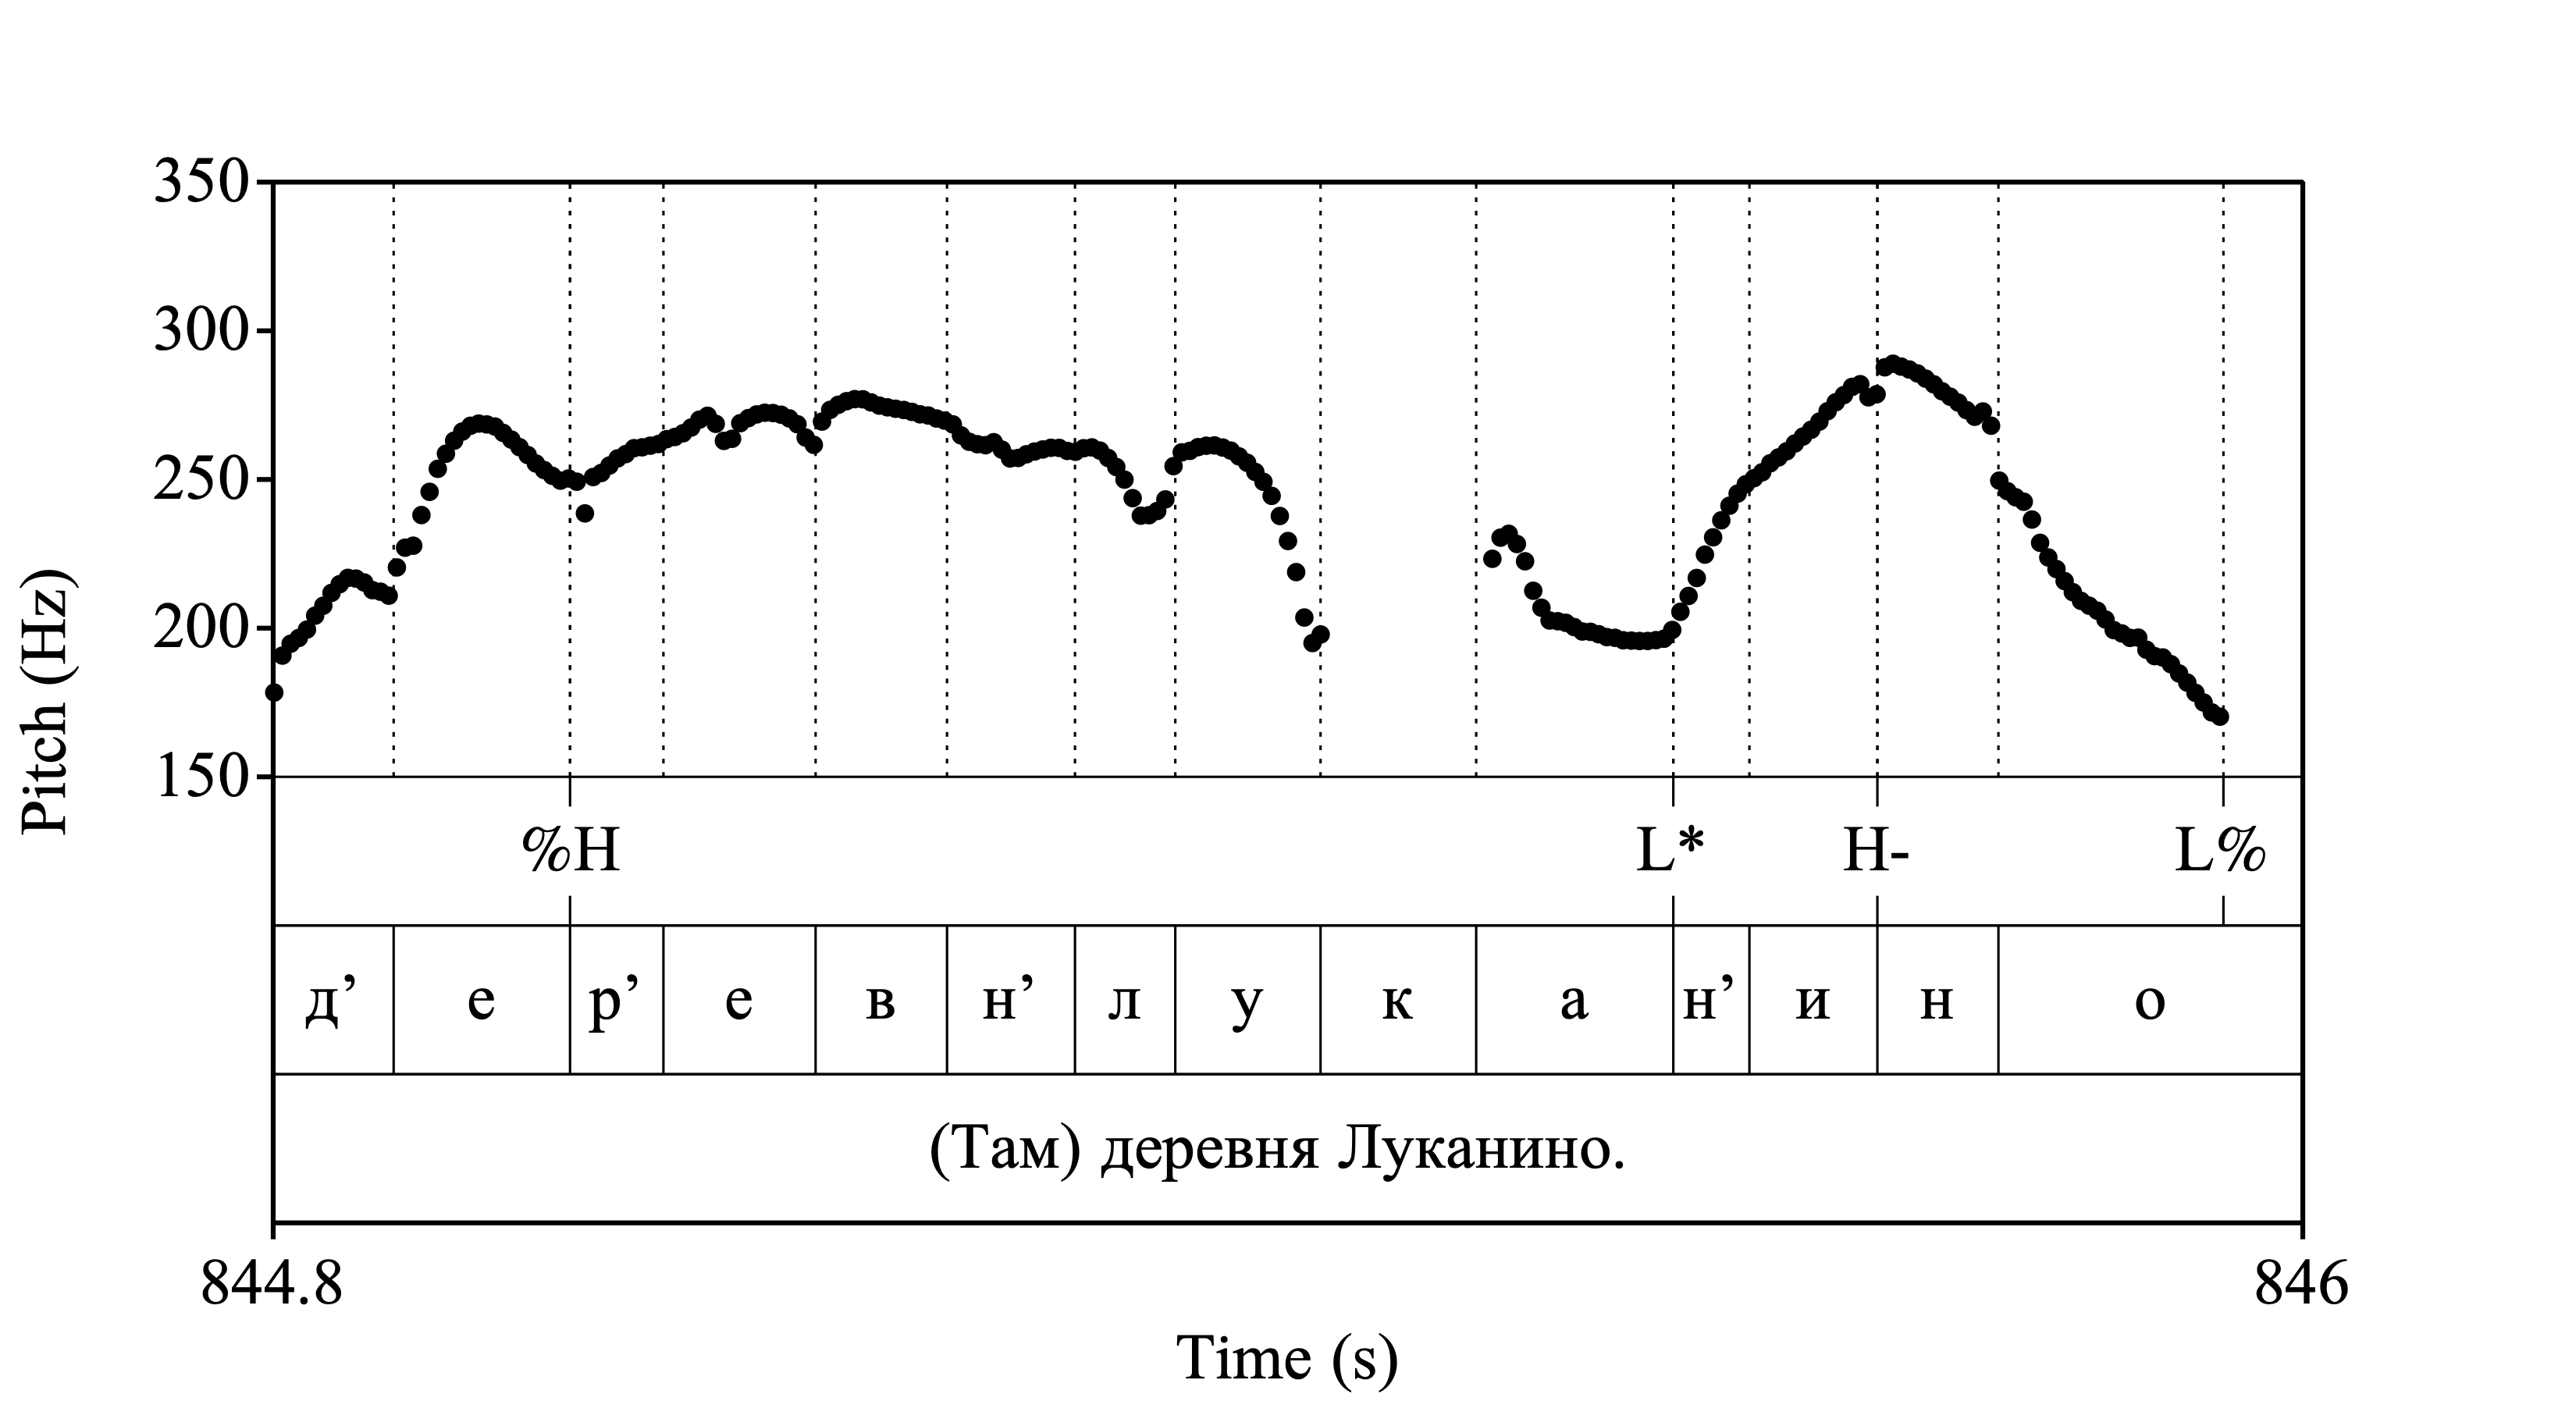 350
300
250
200
150
Pitch (Hz)
%H L* H- L%
д’ е р’ е в н’ л у к а н’ и н о
(Там) деревня Луканино.
844.8 846
Time (s)